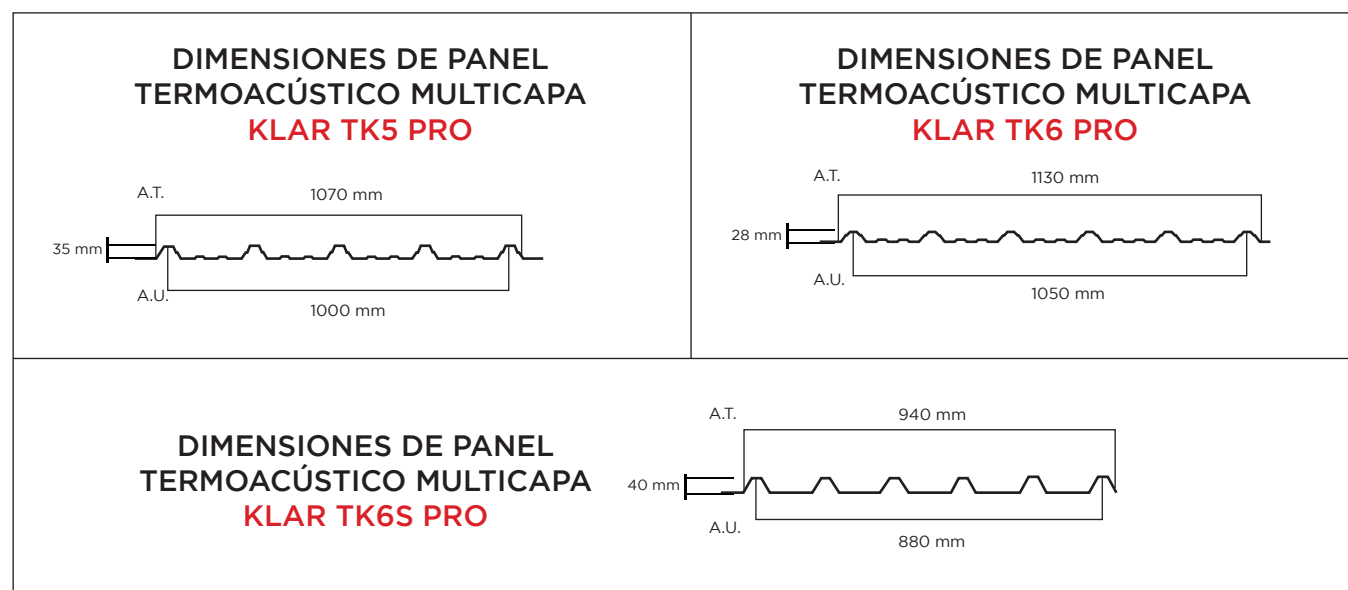 DIMENSIONES DE PANEL
TERMOACÚSTICO MULTICAPA
KLAR TK5 PRO
A.T.
1070 mm
35 mm
A.U.
1000 mm
DIMENSIONES DE PANEL
TERMOACÚSTICO MULTICAPA
KLAR TK6 PRO
A.T.
1130 mm
28 mm
A.U.
1050 mm
DIMENSIONES DE PANEL
TERMOACÚSTICO MULTICAPA
KLAR TK6S PRO
A.T.
940 mm
40 mm
A.U.
880 mm